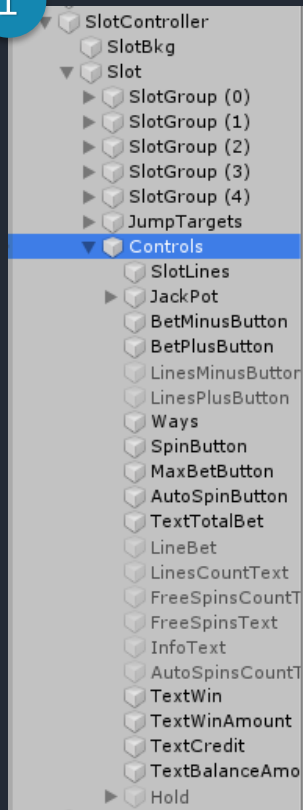 1
SlotController
SlotBkg
Slot
SlotGroup (0)
SlotGroup (1)
SlotGroup (2)
SlotGroup (3)
SlotGroup (4)
JumpTargets
Controls
SlotLines
JackPot
BetMinusButton
BetPlusButton
LinesMinusButton
LinesPlusButton
Ways
SpinButton
MaxBetButton
AutoSpinButton
TextTotalBet
LineBet
LinesCountText
FreeSpinsCountT
FreeSpinsText
InfoText
AutoSpinsCountT
TextWin
TextWinAmount
TextCredit
TextBalanceAmo
Hold